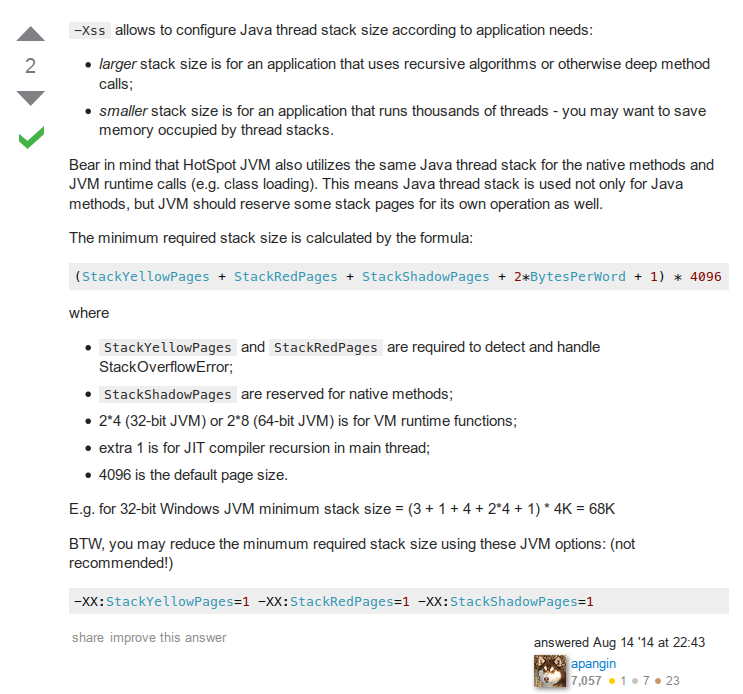 -Xss allows to configure Java thread stack size according to application needs:
2
• larger stack size is for an application that uses recursive algorithms or otherwise deep method
calls;
• smaller stack size is for an application that runs thousands of threads - you may want to save
memory occupied by thread stacks.
Bear in mind that HotSpot JVM also utilizes the same Java thread stack for the native methods and
JVM runtime calls (e.g. class loading). This means Java thread stack is used not only for Java
methods, but JVM should reserve some stack pages for its own operation as well.
The minimum required stack size is calculated by the formula:
(StackYellowPages + StackRedPages + StackShadowPages + 2*BytesPerWord + 1) * 4096
where
• StackYellowPages and StackRedPages are required to detect and handle
StackOverflowError;
• StackShadowPages are reserved for native methods;
• 2*4 (32-bit JVM) or 2*8 (64-bit JVM) is for VM runtime functions;
• extra 1 is for JIT compiler recursion in main thread;
• 4096 is the default page size.
E.g. for 32-bit Windows JVM minimum stack size = (3 + 1 + 4 + 2*4 + 1) * 4K = 68K
BTW, you may reduce the minumum required stack size using these JVM options: (not
recommended!)
-XX:StackYellowPages=1 -XX:StackRedPages=1 -XX:StackShadowPages=1
share improve this answer
answered Aug 14 '14 at 22:43
apangin
7,057 ● 1 ● 7 ● 23